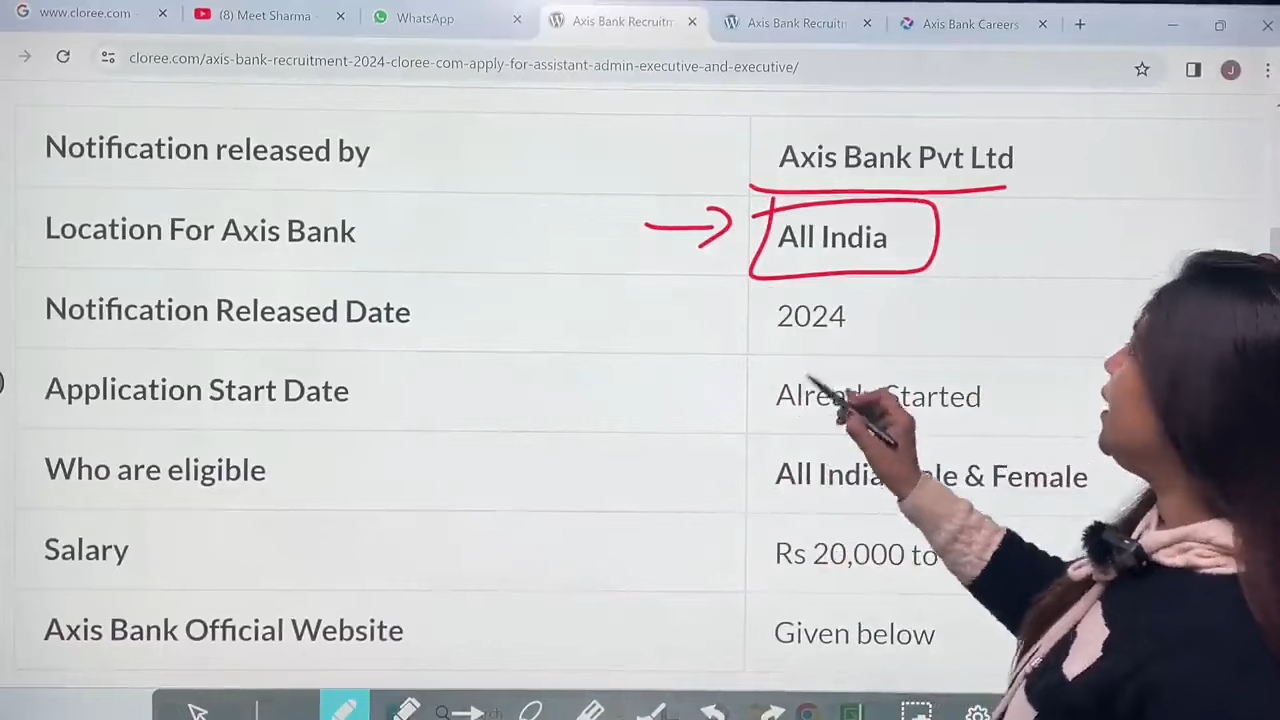 www.cloree.com
(8) Meet Sharma
WhatsApp
Axis Bank Recruitm
Axis Bank Recruitm
Axis Bank Careers
cloree.com/axis-bank-recruitment-2024-cloree-com-apply-for-assistant-admin-executive-and-executive/
J
Notification released by
Axis Bank Pvt Ltd
Location For Axis Bank
All India
Notification Released Date
2024
Application Start Date
Already Started
Who are eligible
All India Male & Female
Salary
Rs 20,000 to
Axis Bank Official Website
Given below